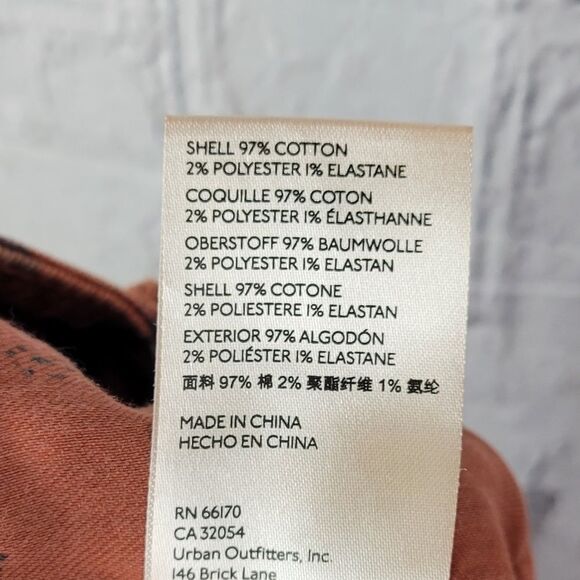 SHELL 97% COTTON
2% POLYESTER 1% ELASTANE
COQUILLE 97% COTON
2% POLYESTER 1% ÉLASTHANNE
OBERSTOFF 97% BAUMWOLLE
2% POLYESTER 1% ELASTAN
SHELL 97% COTONE
2% POLIESTERE 1% ELASTAN
EXTERIOR 97% ALGODÓN
2% POLIÉSTER 1% ELASTANE
面料 97% 棉 2% 聚酯纤维 1% 氨纶
MADE IN CHINA
HECHO EN CHINA
RN 66170
CA 32054
Urban Outfitters, Inc.
146 Brick Lane